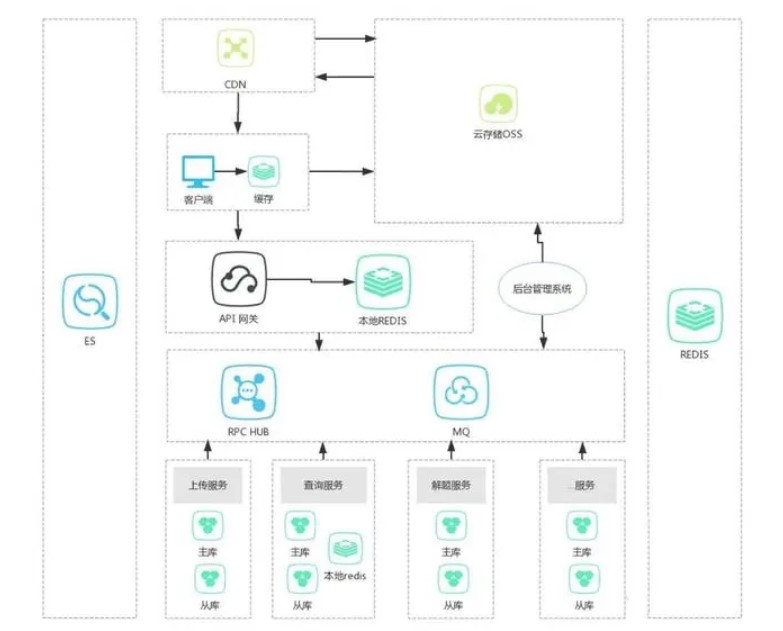 CDN
云存储OSS
客户端
缓存
API 网关
本地REDIS
后台管理系统
ES
REDIS
RPC HUB
MQ
上传服务
查询服务
解题服务
...服务
主库
主库
主库
主库
本地redis
从库
从库
从库
从库